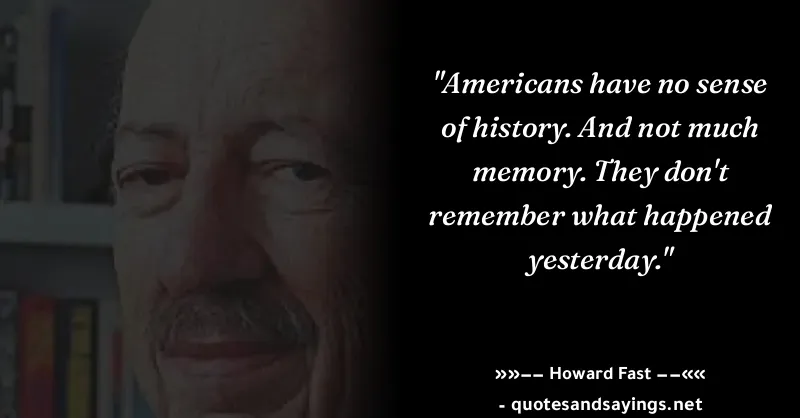 "Americans have no sense
of history. And not much
memory. They don't
remember what happened
yesterday."
»»−− Howard Fast −−««
- quotesandsayings.net